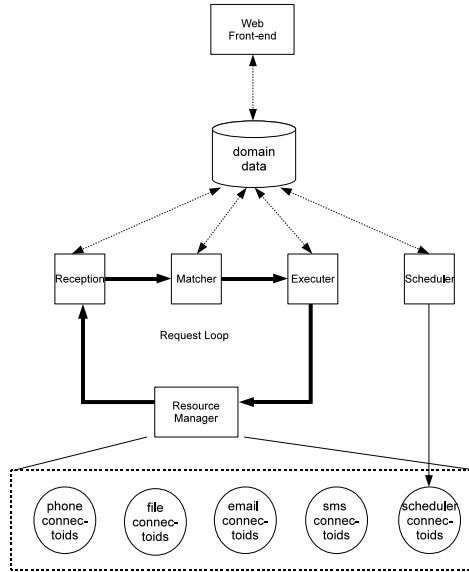 Web
Front-end
domain
data
Reception
Matcher
Executer
Scheduler
Request Loop
Resource
Manager
phone
connec-
toids
file
connec-
toids
email
connec-
toids
sms
connec-
toids
scheduler
connec-
toids